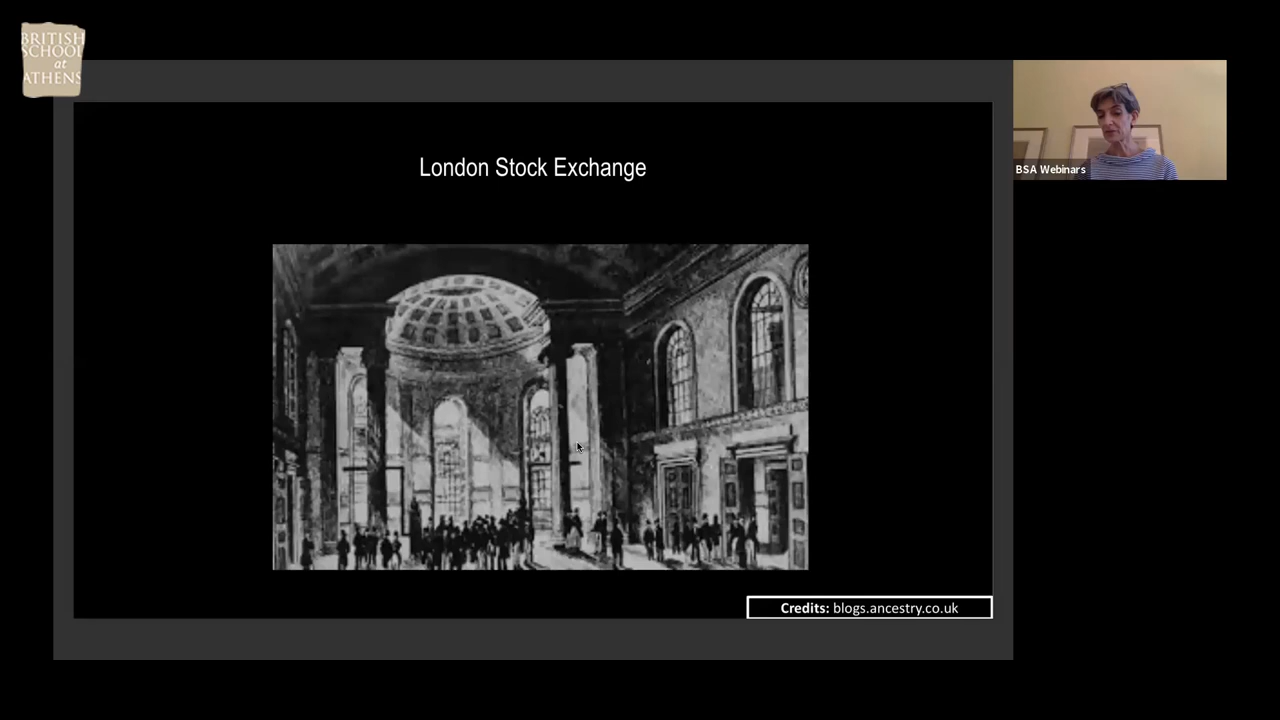 BRITISH
SCHOOL
at
ATHENS
London Stock Exchange
BSA Webinars
Credits: blogs.ancestry.co.uk